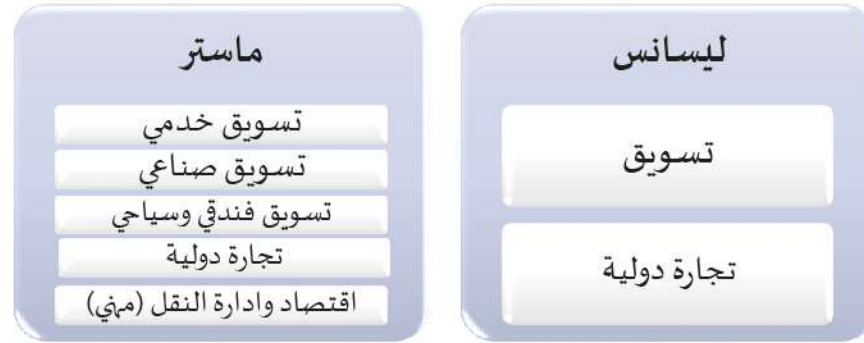 ليسانس
تسويق
تجارة دولية
ماستر
تسويق خدمي
تسويق صناعي
تسويق فندقي وسياحي
تجارة دولية
اقتصاد وادارة النقل (مهني)